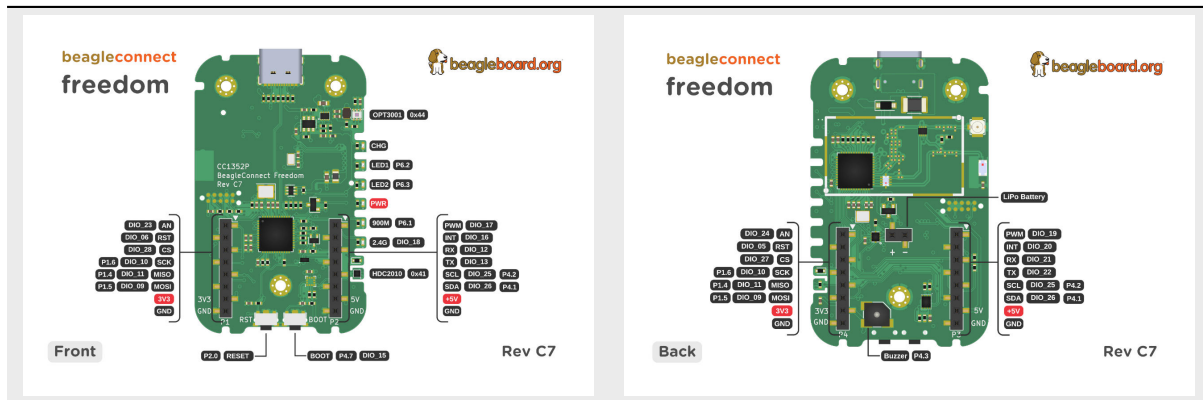 beagleconnect
freedom
beagleboard.org
OPT3001 0x44
CHG
LED1 P6.2
LED2 P6.3
PWR
900M P6.1
2.4G DIO_18
HDC2010 0x41
CC1352P
BeagleConnect Freedom
Rev C7
DIO_23 AN
DIO_06 RST
DIO_28 CS
P1.6 DIO_10 SCK
P1.4 DIO_11 MISO
P1.5 DIO_09 MOSI
3V3
GND
PWM DIO_17
INT DIO_16
RX DIO_12
TX DIO_13
SCL DIO_25 P4.2
SDA DIO_26 P4.1
+5V
GND
3V3
GND
P1
RST
BOOT
P2
5V
GND
P2.0 RESET
BOOT P4.7 DIO_15
Front
Rev C7
beagleconnect
freedom
beagleboard.org
LiPo Battery
+ -
DIO_24 AN
DIO_05 RST
DIO_27 CS
P1.6 DIO_10 SCK
P1.4 DIO_11 MISO
P1.5 DIO_09 MOSI
3V3
GND
PWM DIO_19
INT DIO_20
RX DIO_21
TX DIO_22
SCL DIO_25 P4.2
SDA DIO_26 P4.1
+5V
GND
3V3
GND
P4
5V
GND
P3
Buzzer P4.3
Back
Rev C7